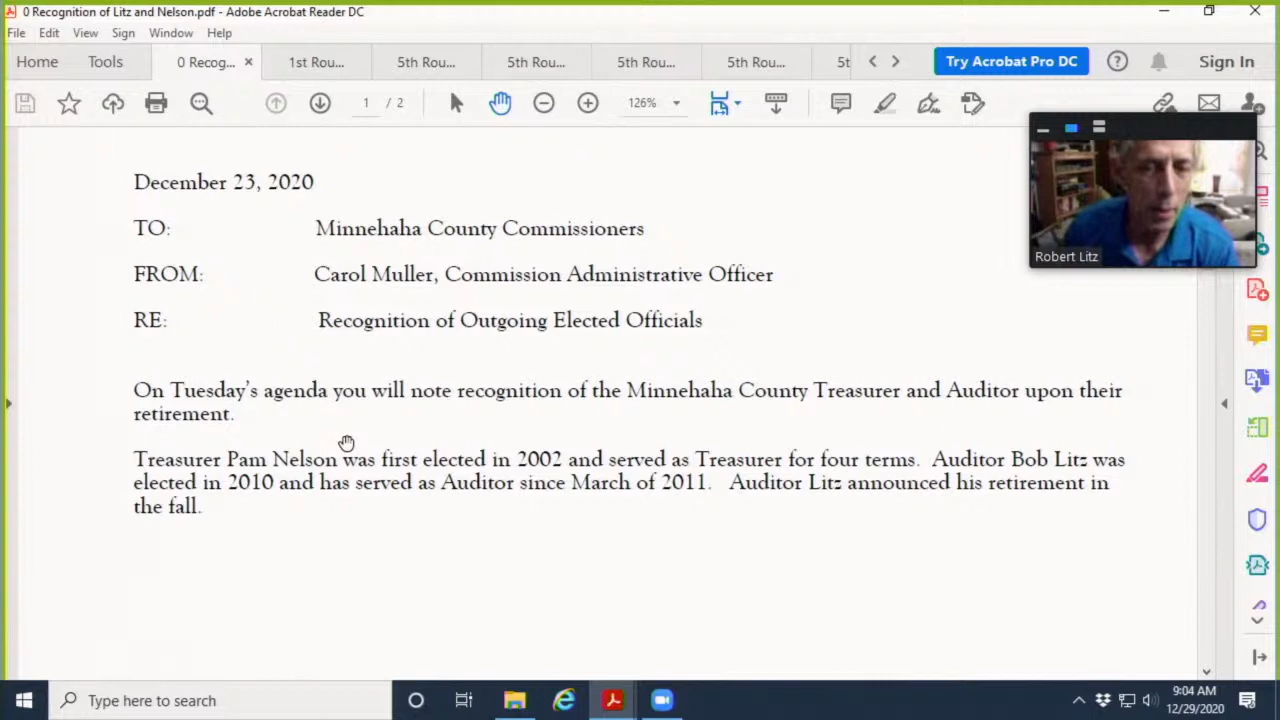 0 Recognition of Litz and Nelson.pdf - Adobe Acrobat Reader DC
File Edit View Sign Window Help
Home Tools 0 Recog... × 1st Rou... 5th Rou... 5th Rou... 5th Rou... 5th Rou... 5t Try Acrobat Pro DC Sign In
1 / 2 126%
December 23, 2020
TO: Minnehaha County Commissioners
FROM: Carol Muller, Commission Administrative Officer
RE: Recognition of Outgoing Elected Officials
On Tuesday's agenda you will note recognition of the Minnehaha County Treasurer and Auditor upon their
retirement.
Treasurer Pam Nelson was first elected in 2002 and served as Treasurer for four terms. Auditor Bob Litz was
elected in 2010 and has served as Auditor since March of 2011. Auditor Litz announced his retirement in
the fall.
Robert Litz
Type here to search
9:04 AM
12/29/2020